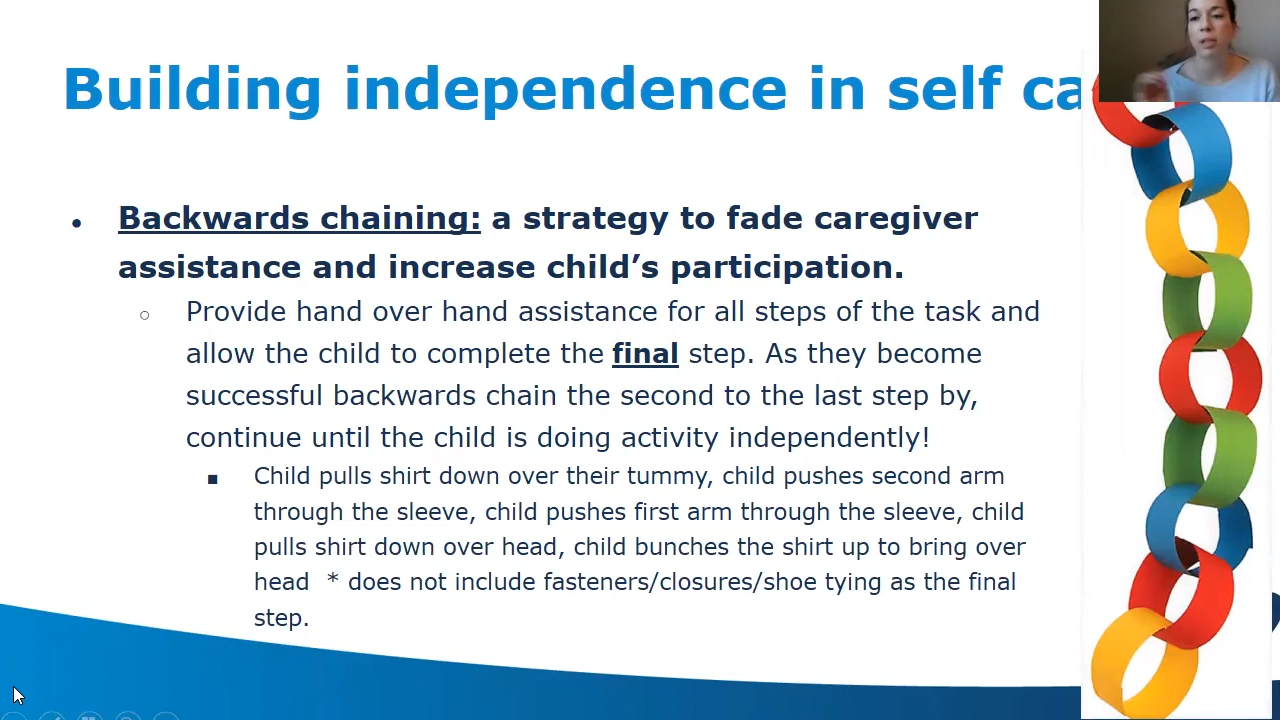 Building independence in self ca
• Backwards chaining: a strategy to fade caregiver
assistance and increase child’s participation.
○ Provide hand over hand assistance for all steps of the task and
allow the child to complete the final step. As they become
successful backwards chain the second to the last step by,
continue until the child is doing activity independently!
■ Child pulls shirt down over their tummy, child pushes second arm
through the sleeve, child pushes first arm through the sleeve, child
pulls shirt down over head, child bunches the shirt up to bring over
head * does not include fasteners/closures/shoe tying as the final
step.